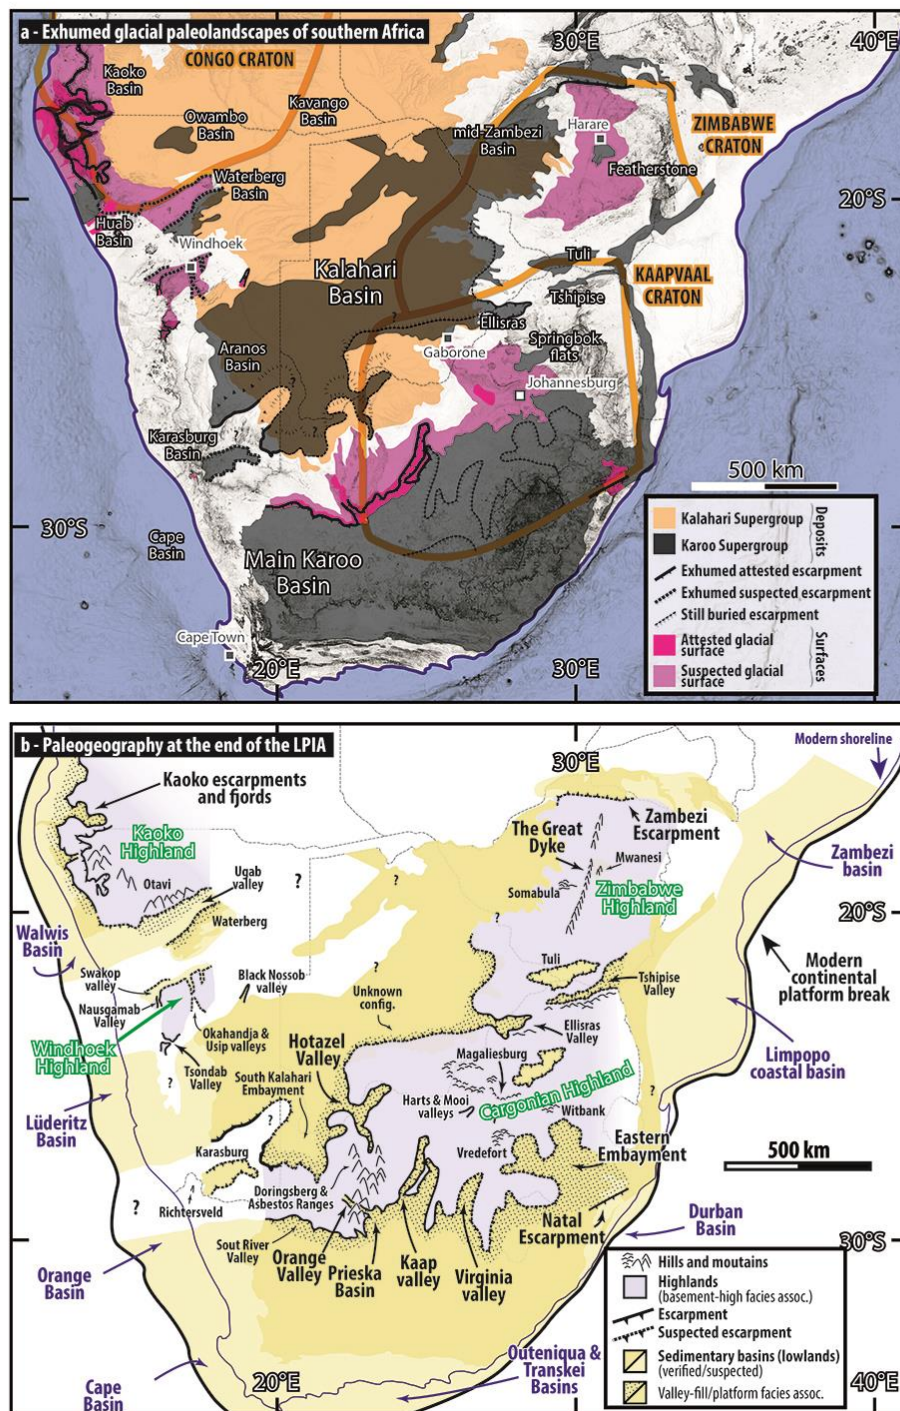 a - Exhumed glacial paleolandscapes of southern Africa
30°E
40°E
CONGO CRATON
Kaoko
Basin
Owambo
Basin
Kavango
Basin
mid-Zambezi
Basin
Harare
ZIMBABWE
CRATON
Featherstone
Waterberg
Basin
20°S
Huab
Basin
Windhoek
Kalahari
Basin
Tuli
KAAPVAAL
CRATON
Tshipise
?
Ellisras
Gaborone
Springbok
flats
Aranos
Basin
Johannesburg
?
?
?
Karasburg
Basin
500 km
30°S
Cape
Basin
Main Karoo
Basin
Cape Town
20°E
30°E
Kalahari Supergroup
Karoo Supergroup
Deposits
Exhumed attested escarpment
Exhumed suspected escarpment
Still buried escarpment
Attested glacial
surface
Suspected glacial
surface
Surfaces
b - Paleogeography at the end of the LPIA
30°E
Modern shoreline
Kaoko escarpments
and fjords
Kaoko
Highland
The Great
Dyke
Zambezi
Escarpment
Mwanesi
Zambezi
basin
Otavi
Ugab
valley
?
?
Somabula
Zimbabwe
Highland
20°S
Waterberg
?
Walwis
Basin
Modern
continental
platform break
Swakop
valley
Nausgamab
Valley
Black Nossob
valley
?
Unknown
config.
Tuli
Tshipise
Valley
Windhoek
Highland
Okahandja &
Usip valleys
Tsondab
Valley
Hotazel
Valley
Ellisras
Valley
Magaliesburg
Limpopo
coastal basin
South Kalahari
Embayment
?
Harts & Mooi
valleys
Cargonian Highland
?
Witbank
Lüderitz
Basin
?
Karasburg
Vredefort
Eastern
Embayment
500 km
?
Richtersveld
Doringsberg &
Asbestos Ranges
Natal
Escarpment
Durban
Basin
30°S
Sout River
Valley
Orange
Valley
Prieska
Basin
Kaap
valley
Virginia
valley
Orange
Basin
Hills and moutains
Highlands
(basement-high facies assoc.)
Escarpment
Suspected escarpment
Sedimentary basins (lowlands)
(verified/suspected)
Valley-fill/platform facies assoc.
Outeniqua &
Transkei
Basins
Cape
Basin
20°E
40°E